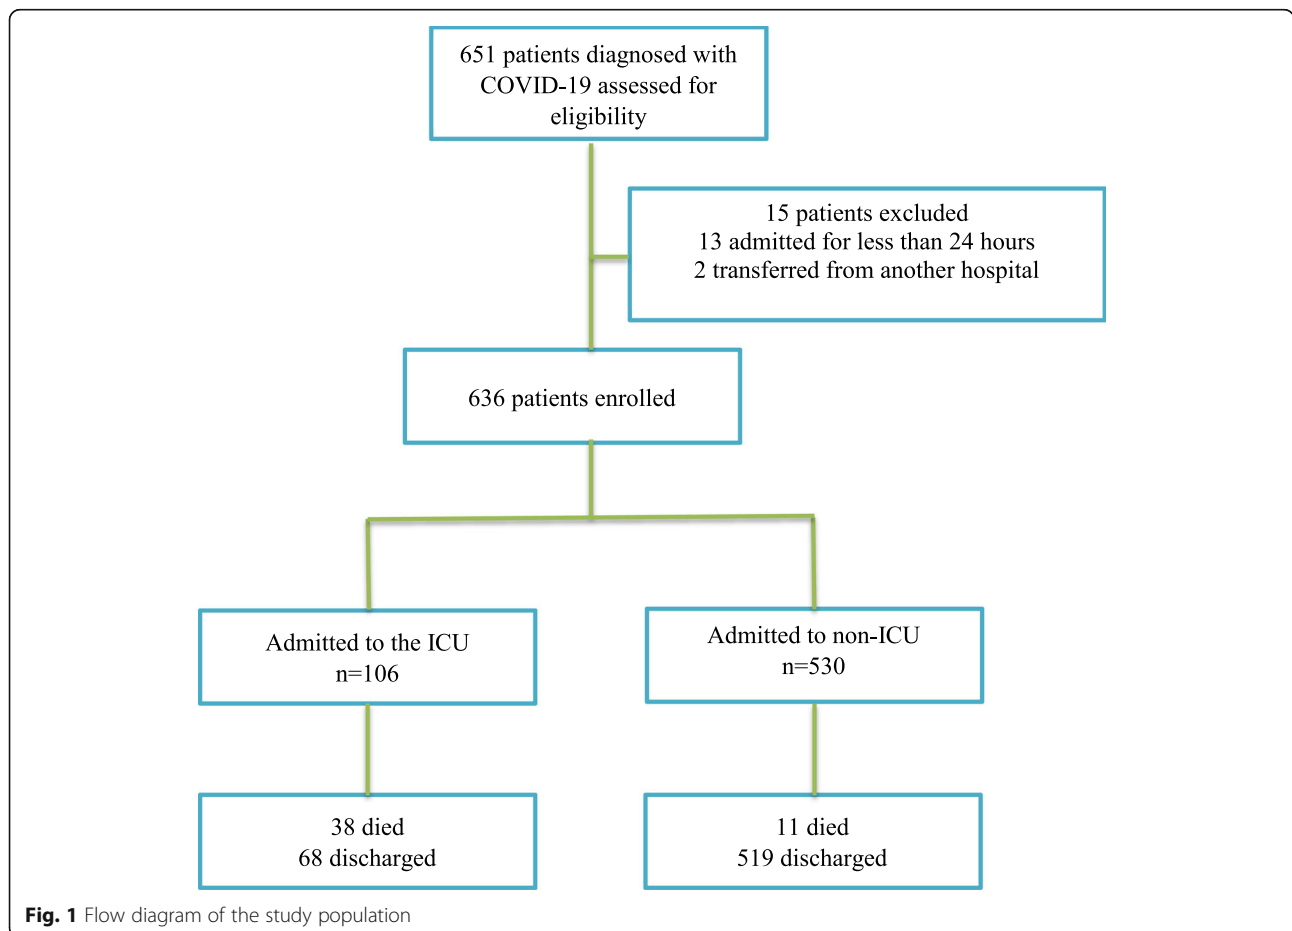 651 patients diagnosed with
COVID-19 assessed for
eligibility
15 patients excluded
13 admitted for less than 24 hours
2 transferred from another hospital
636 patients enrolled
Admitted to the ICU
n=106
Admitted to non-ICU
n=530
38 died
68 discharged
11 died
519 discharged
Fig. 1 Flow diagram of the study population